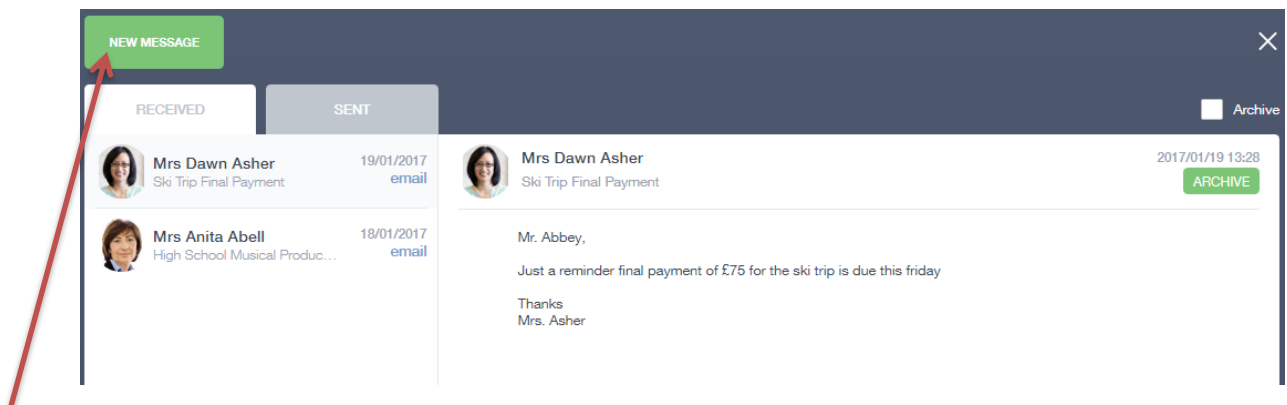 NEW MESSAGE
RECEIVED
SENT
Archive
Mrs Dawn Asher
19/01/2017
Ski Trip Final Payment
email
Mrs Anita Abell
18/01/2017
High School Musical Produc...
email
Mrs Dawn Asher
2017/01/19 13:28
Ski Trip Final Payment
ARCHIVE
Mr. Abbey,
Just a reminder final payment of £75 for the ski trip is due this friday
Thanks
Mrs. Asher